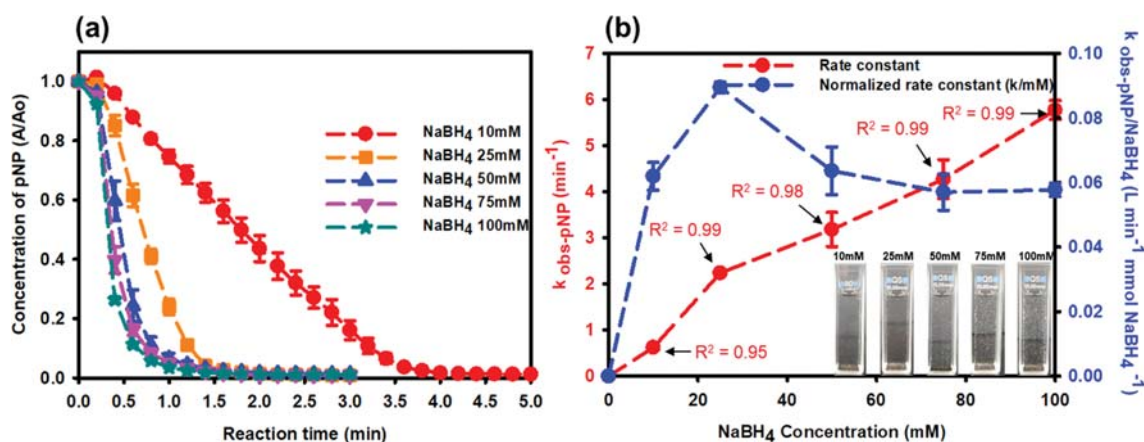 (a)
Concentration of pNP (A/Ao)
1.0
0.8
0.6
0.4
0.2
0.0
NaBH4 10mM
NaBH4 25mM
NaBH4 50mM
NaBH4 75mM
NaBH4 100mM
0.0 0.5 1.0 1.5 2.0 2.5 3.0 3.5 4.0 4.5 5.0
Reaction time (min)
(b)
k obs-pNP (min⁻¹)
7
6
5
4
3
2
1
0
Rate constant
Normalized rate constant (k/mM)
R² = 0.95
R² = 0.99
R² = 0.98
R² = 0.99
R² = 0.99
10mM 25mM 50mM 75mM 100mM
0 20 40 60 80 100
NaBH4 Concentration (mM)
0.10
0.08
0.06
0.04
0.02
0.00
k obs-pNP/NaBH4 (L min⁻¹ mmol NaBH4⁻¹)